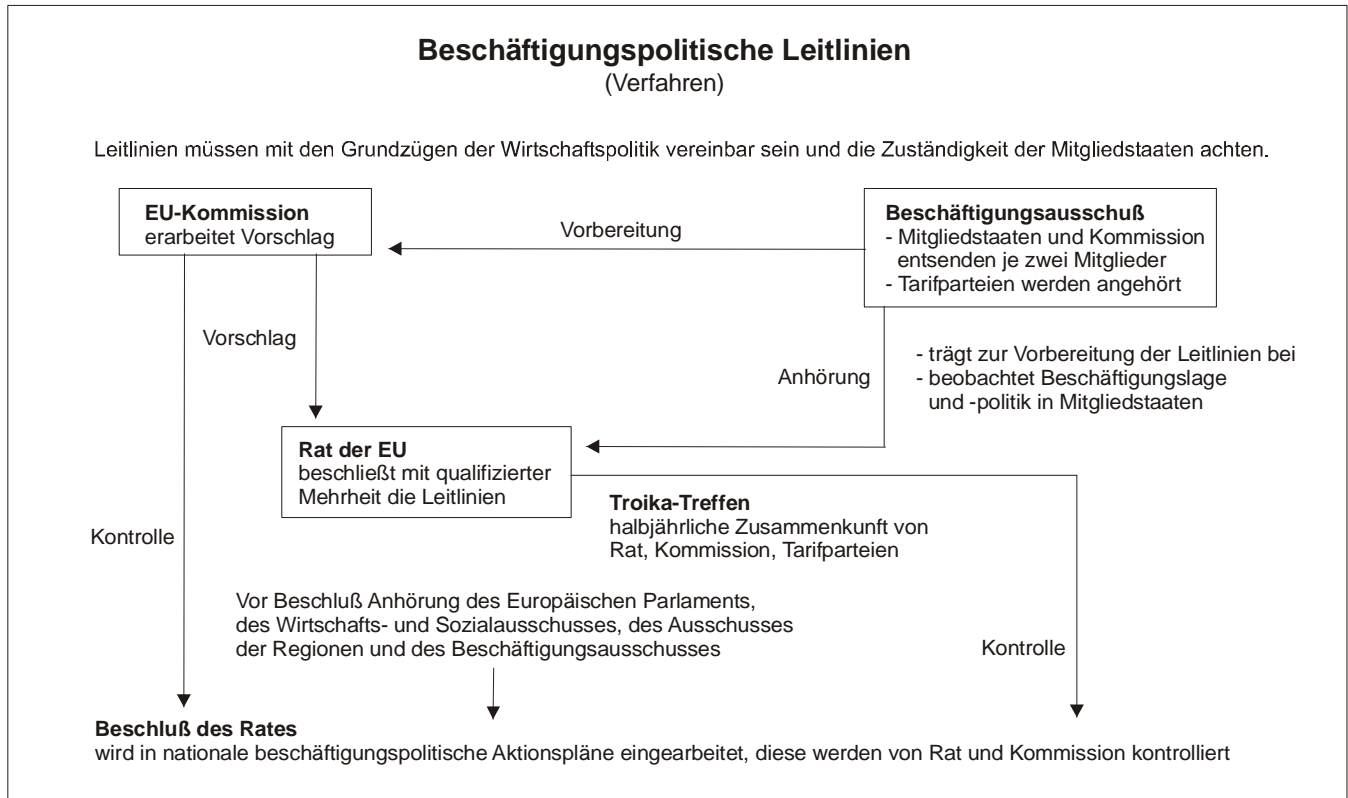 Beschäftigungspolitische Leitlinien
(Verfahren)
Leitlinien müssen mit den Grundzügen der Wirtschaftspolitik vereinbar sein und die Zuständigkeit der Mitgliedstaaten achten.
EU-Kommission
erarbeitet Vorschlag
Vorbereitung
Beschäftigungsausschuß
- Mitgliedstaaten und Kommission
entsenden je zwei Mitglieder
- Tarifparteien werden angehört
Vorschlag
Anhörung
- trägt zur Vorbereitung der Leitlinien bei
- beobachtet Beschäftigungslage
und -politik in Mitgliedstaaten
Rat der EU
beschließt mit qualifizierter
Mehrheit die Leitlinien
Troika-Treffen
halbjährliche Zusammenkunft von
Rat, Kommission, Tarifparteien
Kontrolle
Vor Beschluß Anhörung des Europäischen Parlaments,
des Wirtschafts- und Sozialausschusses, des Ausschusses
der Regionen und des Beschäftigungsausschusses
Kontrolle
Beschluß des Rates
wird in nationale beschäftigungspolitische Aktionspläne eingearbeitet, diese werden von Rat und Kommission kontrolliert